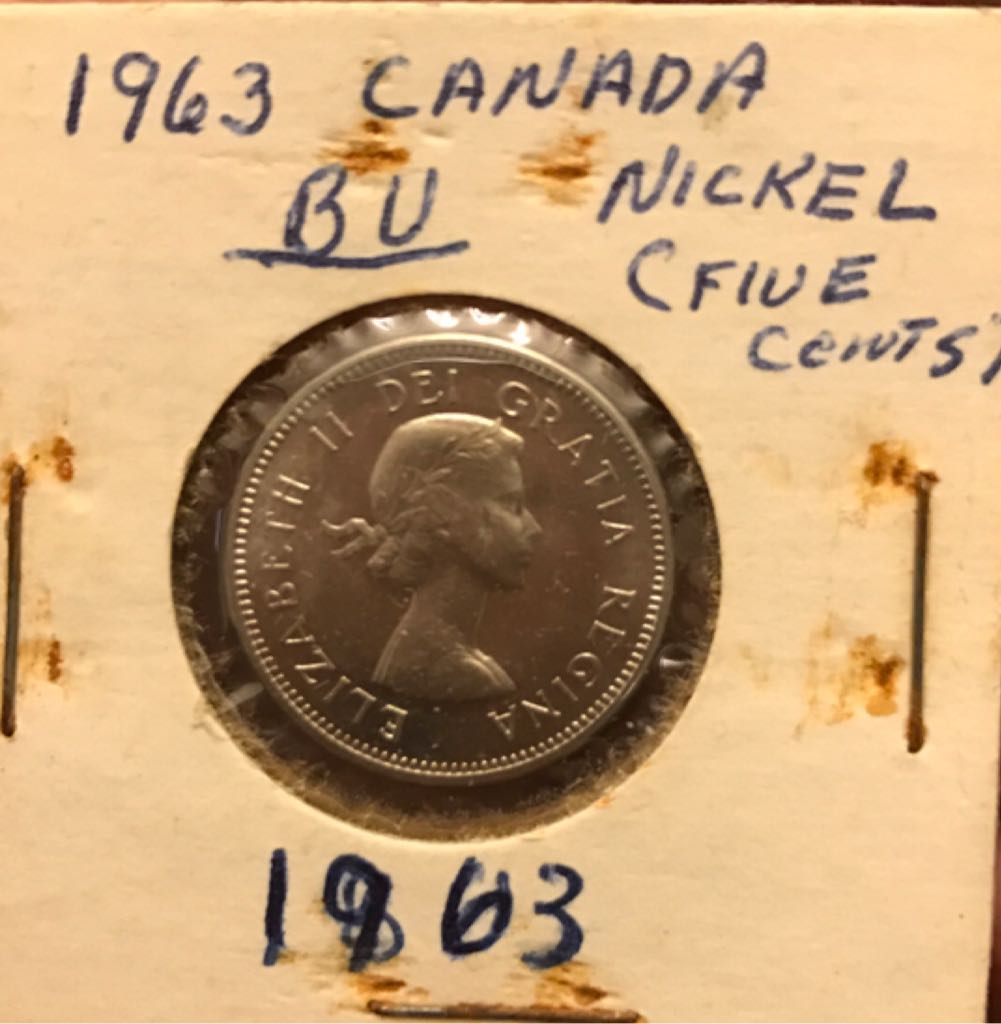 1963 CANADA
BU NICKEL
(FIVE
CENTS)
ELIZABETH II DEI GRATIA REGINA
1963